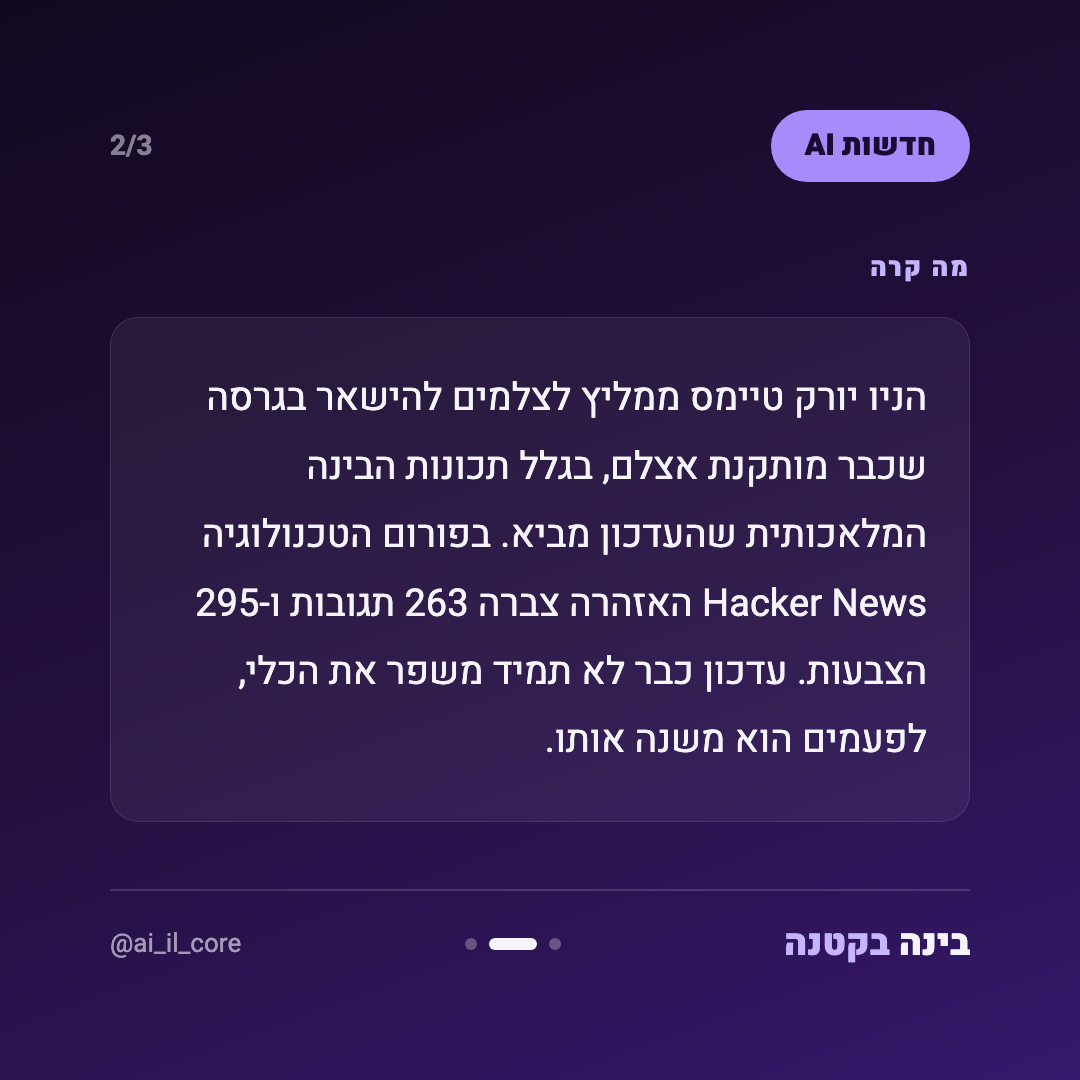 חדשות AI
2/3
מה קרה
הניו יורק טיימס ממליץ לצלמים להישאר בגרסה
שכבר מותקנת אצלם, בגלל תכונות הבינה
המלאכותית שהעדכון מביא. בפורום הטכנולוגיה
Hacker News האזהרה צברה 263 תגובות ו-295
הצבעות. עדכון כבר לא תמיד משפר את הכלי,
לפעמים הוא משנה אותו.
בינה בקטנה
@ai_il_core